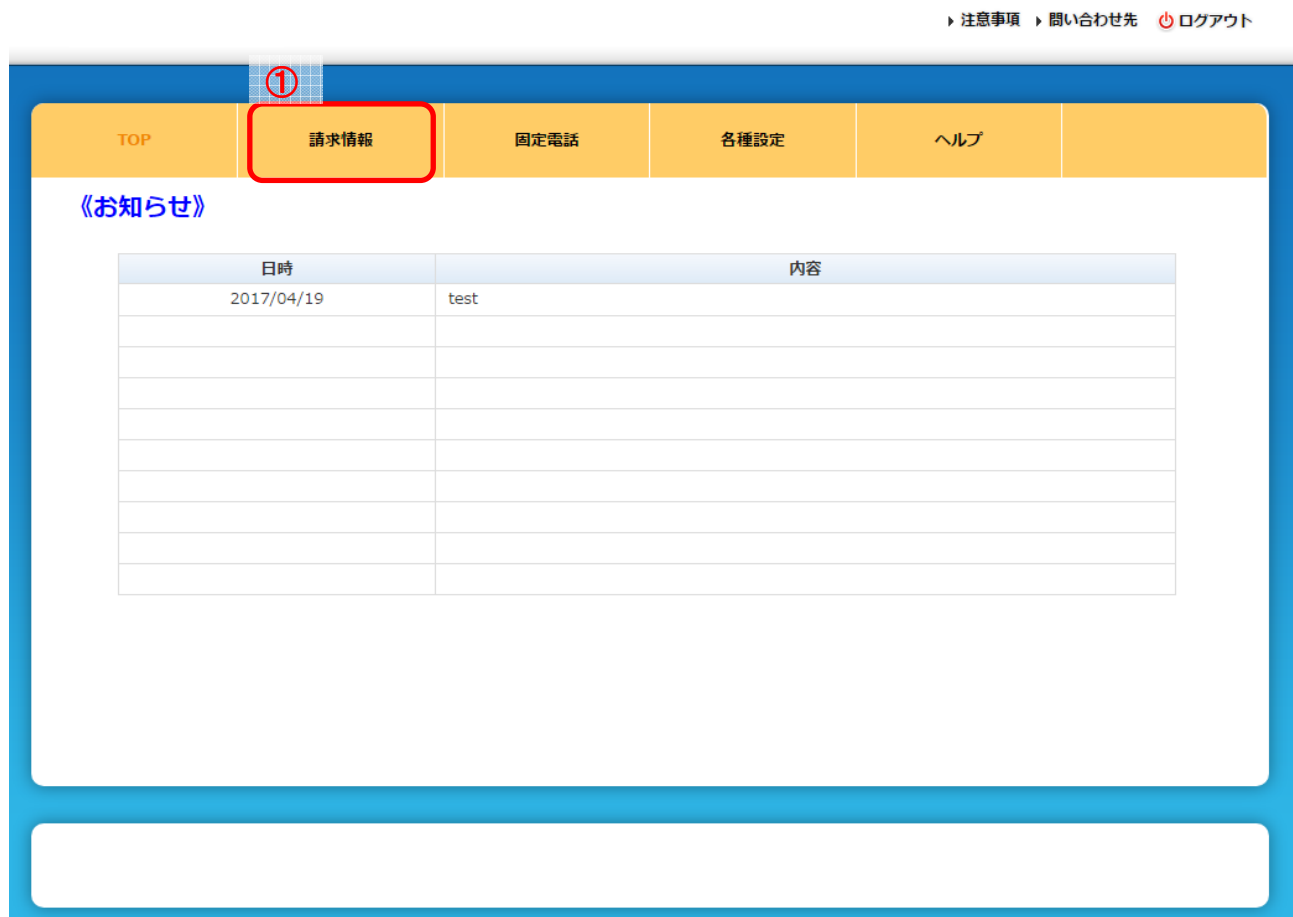 注意事項 問い合わせ先 ログアウト
①
TOP 請求情報 固定電話 各種設定 ヘルプ
《お知らせ》
日時 内容
2017/04/19 test